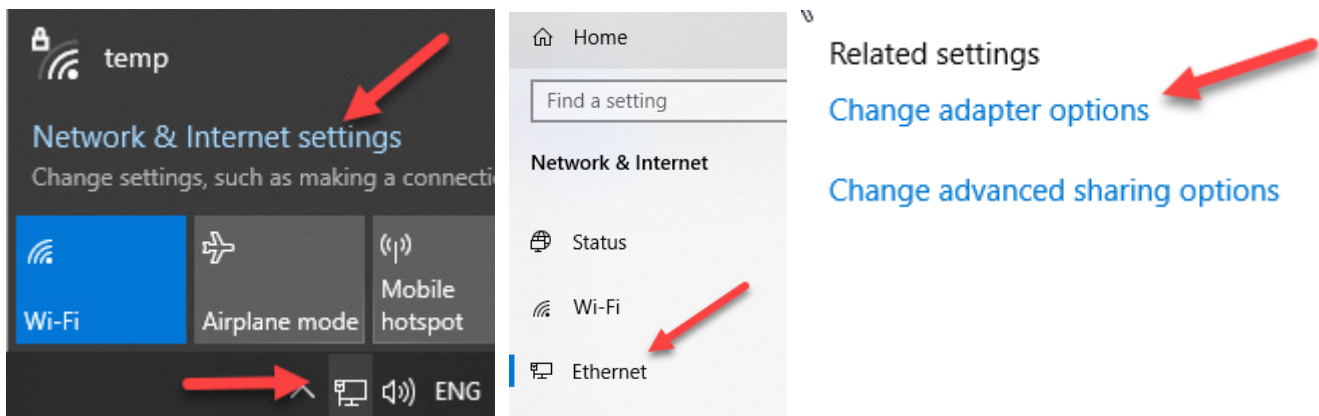 temp
Network & Internet settings
Change settings, such as making a connecti
Wi-Fi
Airplane mode
Mobile
hotspot
ENG
Home
Find a setting
Network & Internet
Status
Wi-Fi
Ethernet
Related settings
Change adapter options
Change advanced sharing options